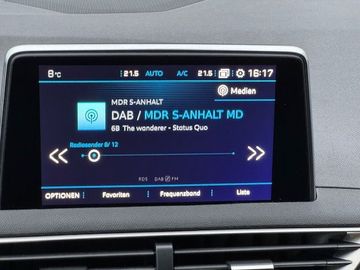 8°C 21.5 AUTO A/C 21.5 16:17
Medien
MDR S-ANHALT
DAB / MDR S-ANHALT MD
6B The wanderer • Status Quo
Radiosender 8/ 12
RDS DAB FM
OPTIONEN Favoriten Frequenzband Liste